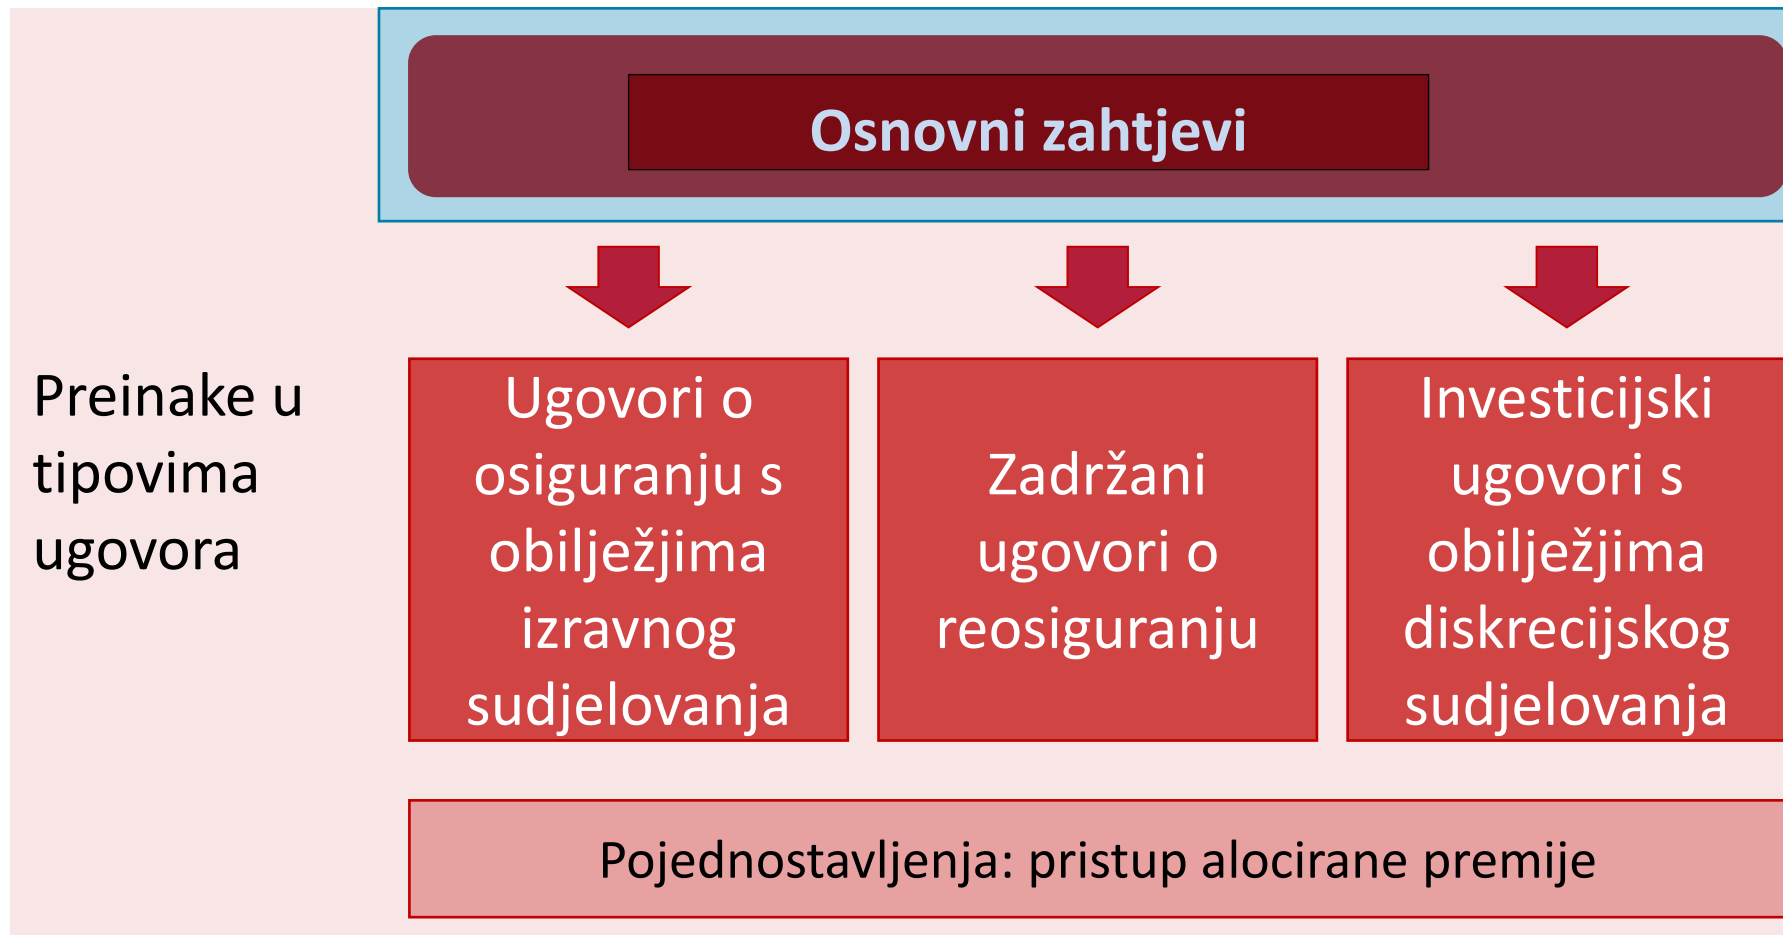 Osnovni zahtjevi
Preinake u
tipovima
ugovora
Ugovori o
osiguranju s
obilježjima
izravnog
sudjelovanja
Zadržani
ugovori o
reosiguranju
Investicijski
ugovori s
obilježjima
diskrecijskog
sudjelovanja
Pojednostavljenja: pristup alocirane premije